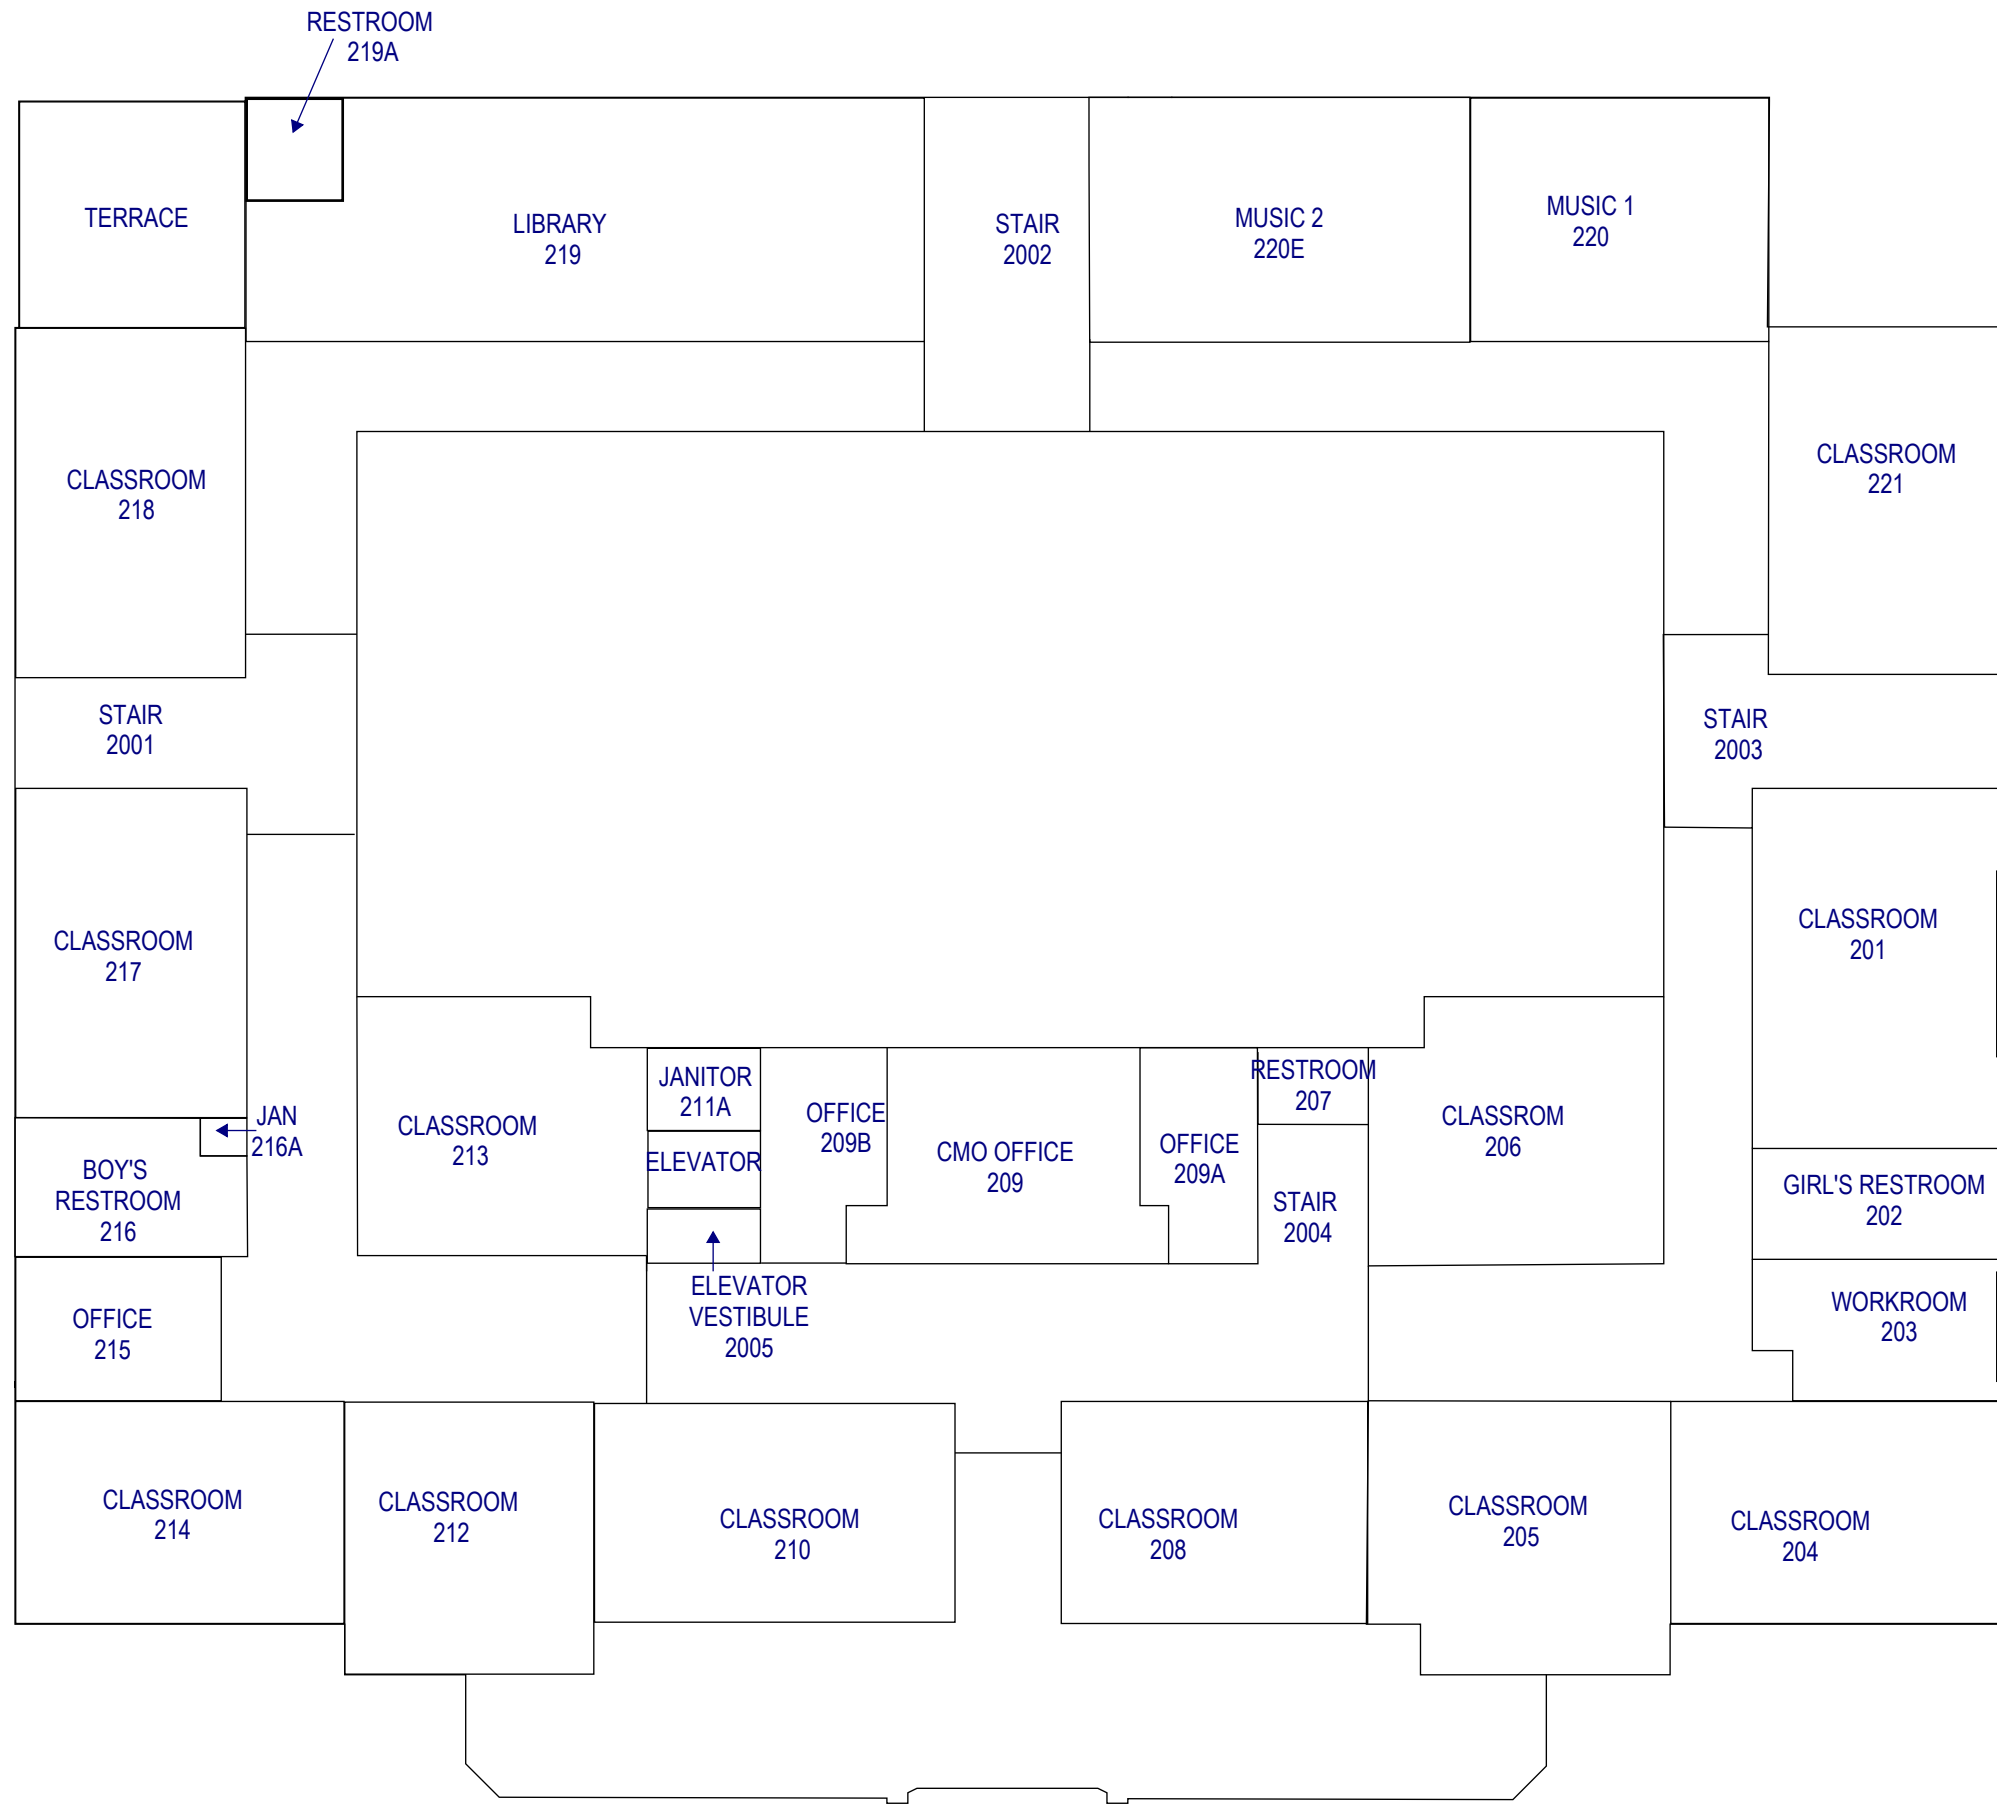 RESTROOM
219A
TERRACE
LIBRARY
219
STAIR
2002
MUSIC 2
220E
MUSIC 1
220
CLASSROOM
218
CLASSROOM
221
STAIR
2001
STAIR
2003
CLASSROOM
217
CLASSROOM
201
JAN
216A
BOY'S
RESTROOM
216
CLASSROOM
213
JANITOR
211A
ELEVATOR
OFFICE
209B
CMO OFFICE
209
OFFICE
209A
RESTROOM
207
STAIR
2004
CLASSROM
206
GIRL'S RESTROOM
202
OFFICE
215
ELEVATOR
VESTIBULE
2005
WORKROOM
203
CLASSROOM
214
CLASSROOM
212
CLASSROOM
210
CLASSROOM
208
CLASSROOM
205
CLASSROOM
204